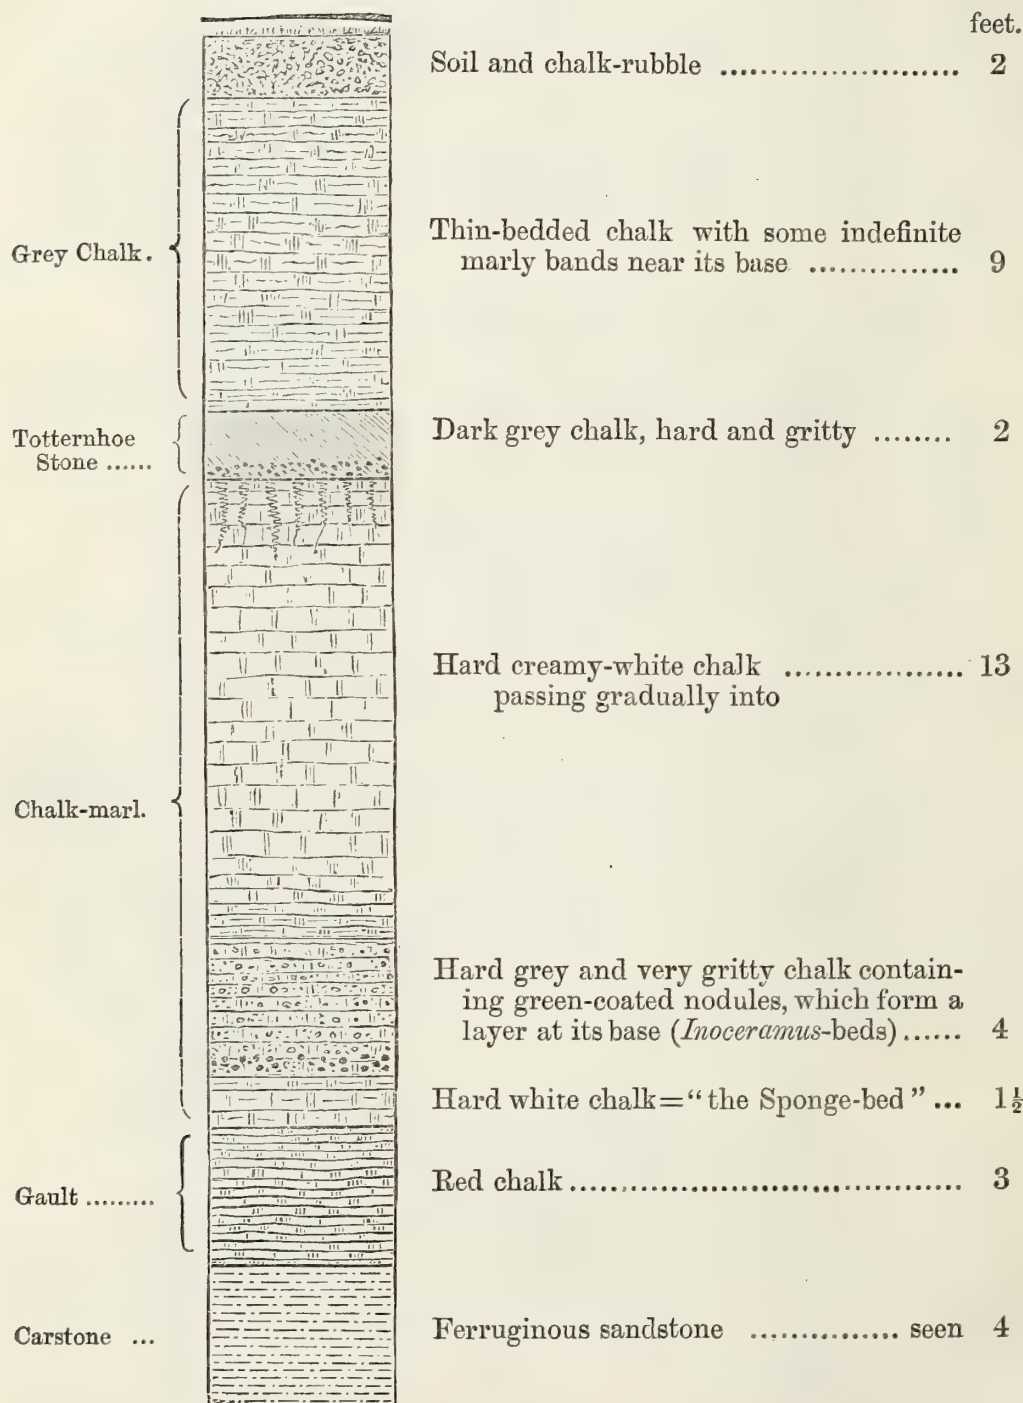 feet.
Soil and chalk-rubble ........................ 2
Grey Chalk.
Thin-bedded chalk with some indefinite
marly bands near its base ............... 9
Totternhoe
Stone ......
Dark grey chalk, hard and gritty ........ 2
Hard creamy-white chalk .................. 13
passing gradually into
Chalk-marl.
Hard grey and very gritty chalk contain-
ing green-coated nodules, which form a
layer at its base (Inoceramus-beds) ...... 4
Hard white chalk = "the Sponge-bed" ... 1½
Gault .........
Red chalk ....................................... 3
Carstone ...
Ferruginous sandstone ............... seen 4